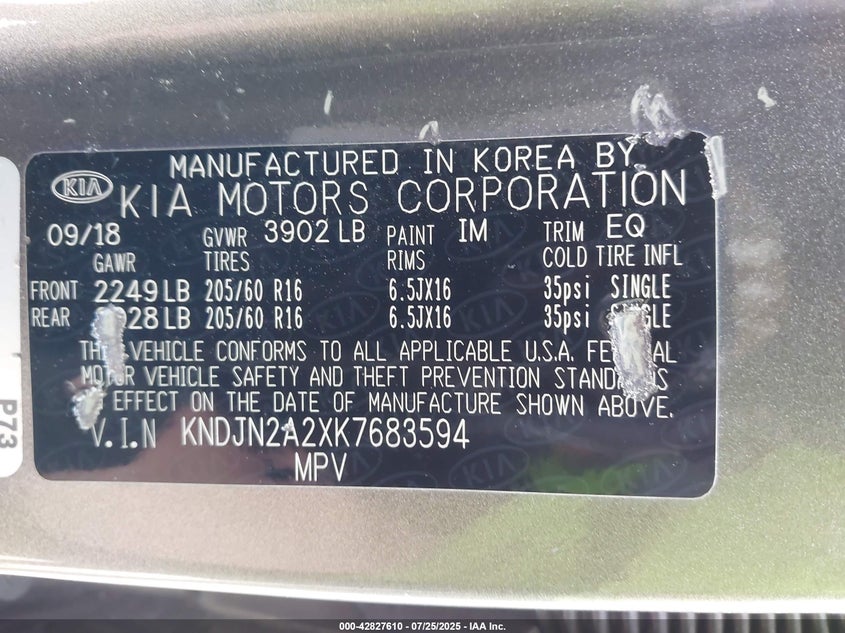 MANUFACTURED IN KOREA BY
KIA
KIA MOTORS CORPORATION
09/18 GVWR 3902 LB PAINT IM TRIM EQ
GAWR TIRES RIMS COLD TIRE INFL
FRONT 2249 LB 205/60 R16 6.5JX16 35psi SINGLE
REAR 28 LB 205/60 R16 6.5JX16 35psi
VEHICLE CONFORMS TO ALL APPLICABLE U.S.A.
VEHICLE SAFETY AND THEFT PREVENTION
EFFECT ON THE DATE OF MANUFACTURE SHOWN ABOVE.
V.I.N KNDJN2A2XK7683594
MPV
P73
000-42827610 - 07/25/2025 - IAA Inc.